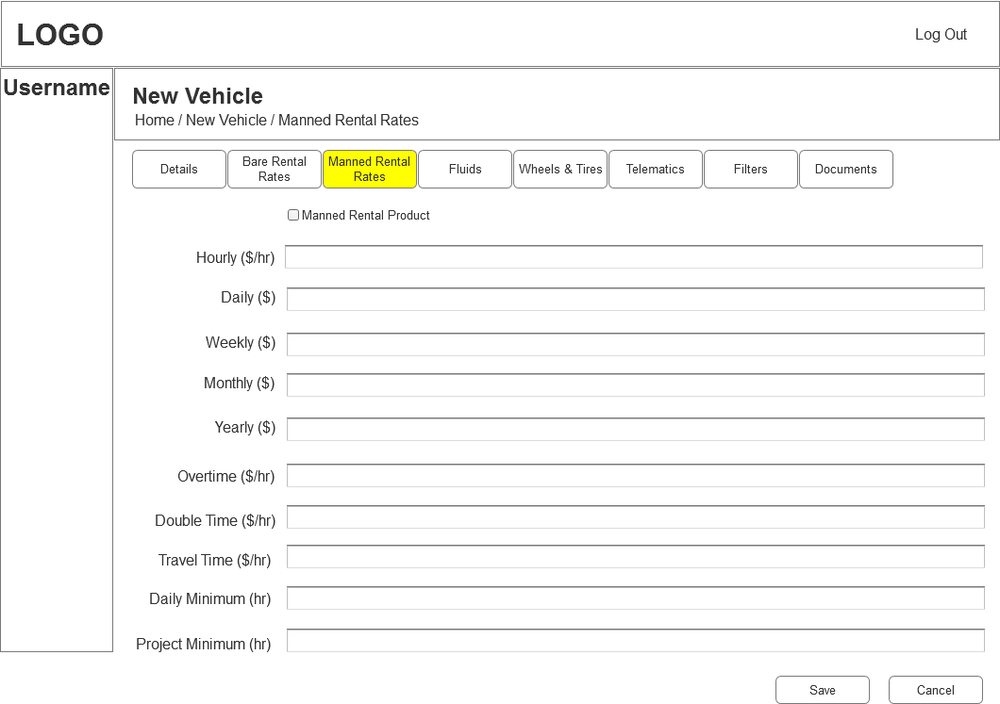 LOGO
Log Out
Username
New Vehicle
Home / New Vehicle / Manned Rental Rates
Details
Bare Rental
Rates
Manned Rental
Rates
Fluids
Wheels & Tires
Telematics
Filters
Documents
Manned Rental Product
Hourly ($/hr)
Daily ($)
Weekly ($)
Monthly ($)
Yearly ($)
Overtime ($/hr)
Double Time ($/hr)
Travel Time ($/hr)
Daily Minimum (hr)
Project Minimum (hr)
Save
Cancel